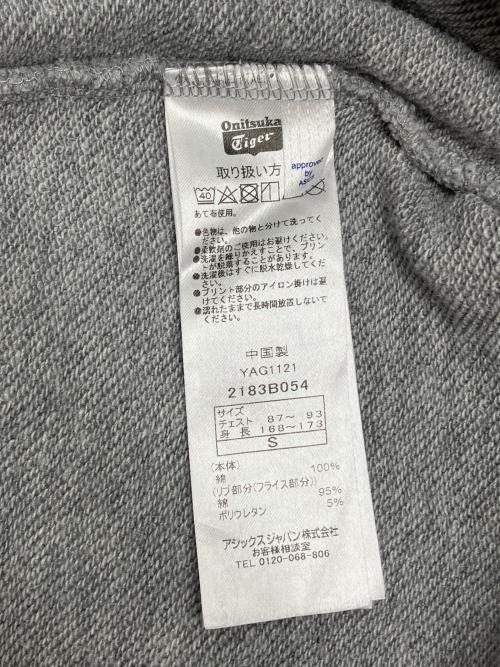 Onitsuka
Tiger
取り扱い方
approved
by
40
あて布使用。
●色物は、他の物と分けて洗ってく
ださい。
●柔軟剤のご使用はお避けください。
●洗濯を繰りかえすことで、プリン
トが脱落することがあります。
●洗濯後はすぐに脱水乾燥してくだ
さい。
●プリント部分のアイロン掛けは避
けてください。
●濡れたままで長時間放置しないで
ください。
中国製
YAG1121
2183B054
サイズ
チェスト 87～ 93
身 長 168～173
S
(本体)
綿 100%
(リブ部分(フライス部分))
綿 95%
ポリウレタン 5%
アシックスジャパン株式会社
お客様相談室
TEL 0120-068-806